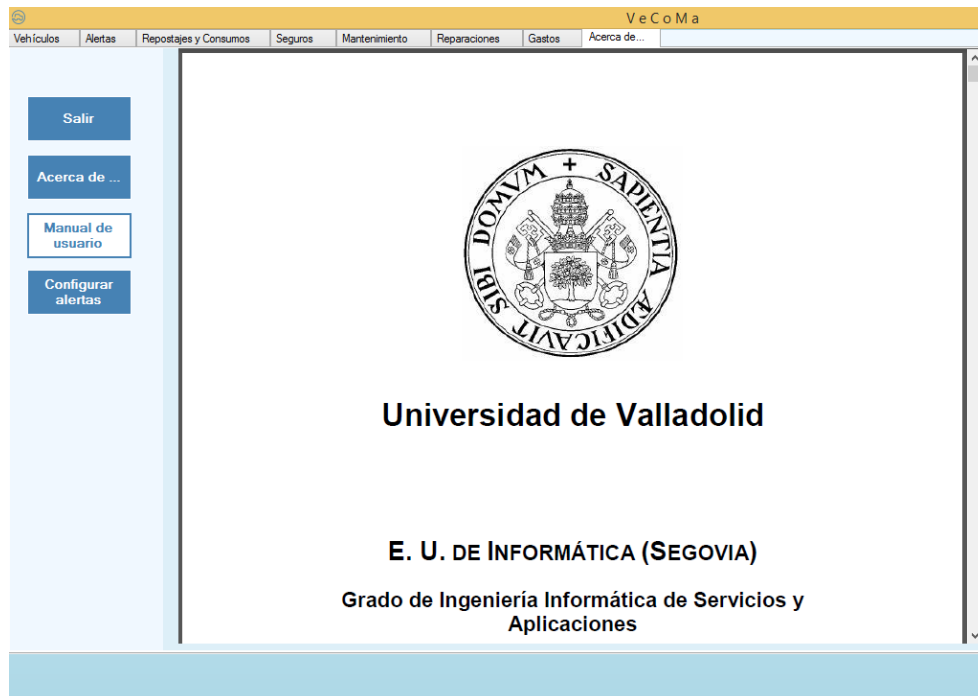 VeCoMa
Vehículos Alertas Repostajes y Consumos Seguros Mantenimiento Reparaciones Gastos Acerca de...
Salir
Acerca de ...
Manual de
usuario
Configurar
alertas
SIBI DOMVM + SAPIENTIA ÆDIFICAVIT
Universidad de Valladolid
E. U. DE INFORMÁTICA (SEGOVIA)
Grado de Ingeniería Informática de Servicios y
Aplicaciones